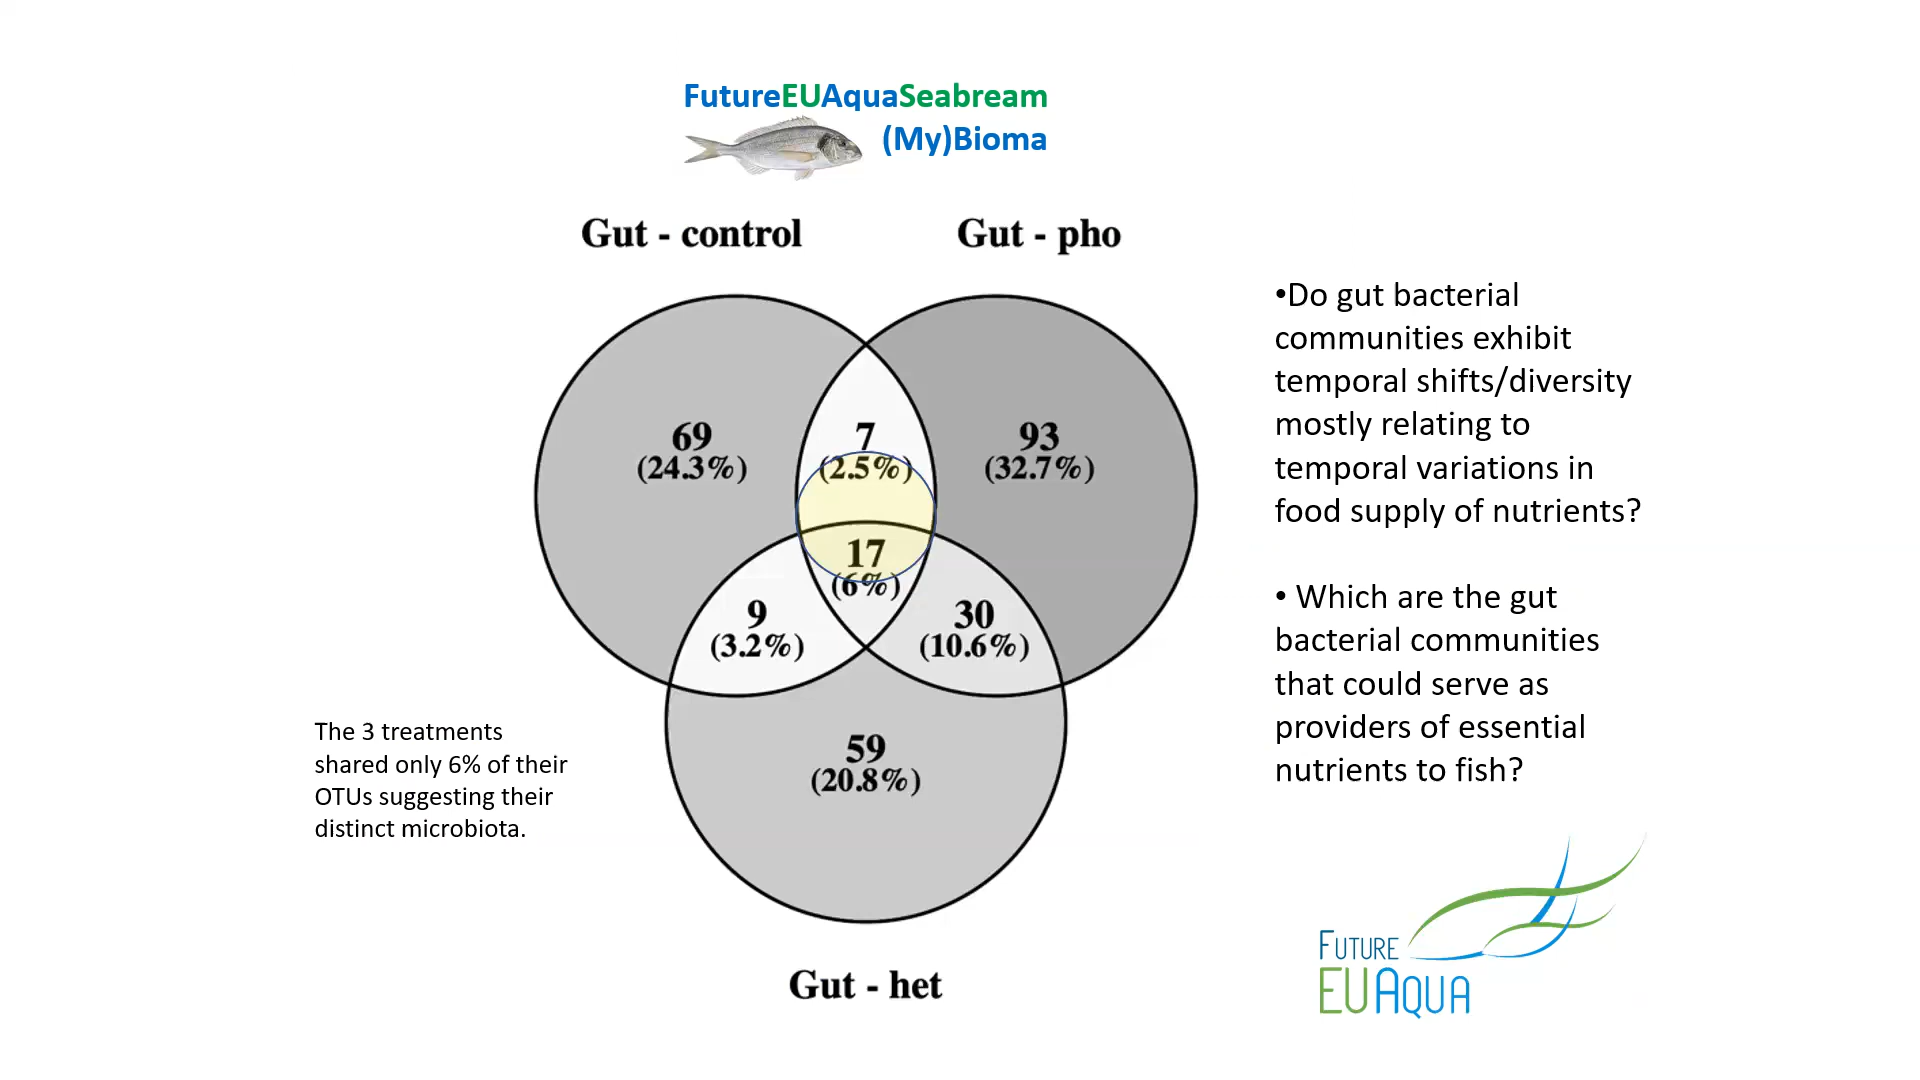 FutureEUAquaSeabream
(My)Bioma
Gut - control
Gut - pho
69
(24.3%)
7
(2.5%)
93
(32.7%)
17
(6%)
9
(3.2%)
30
(10.6%)
59
(20.8%)
Gut - het
The 3 treatments
shared only 6% of their
OTUs suggesting their
distinct microbiota.
•Do gut bacterial
communities exhibit
temporal shifts/diversity
mostly relating to
temporal variations in
food supply of nutrients?
• Which are the gut
bacterial communities
that could serve as
providers of essential
nutrients to fish?
FUTURE
EUAQUA